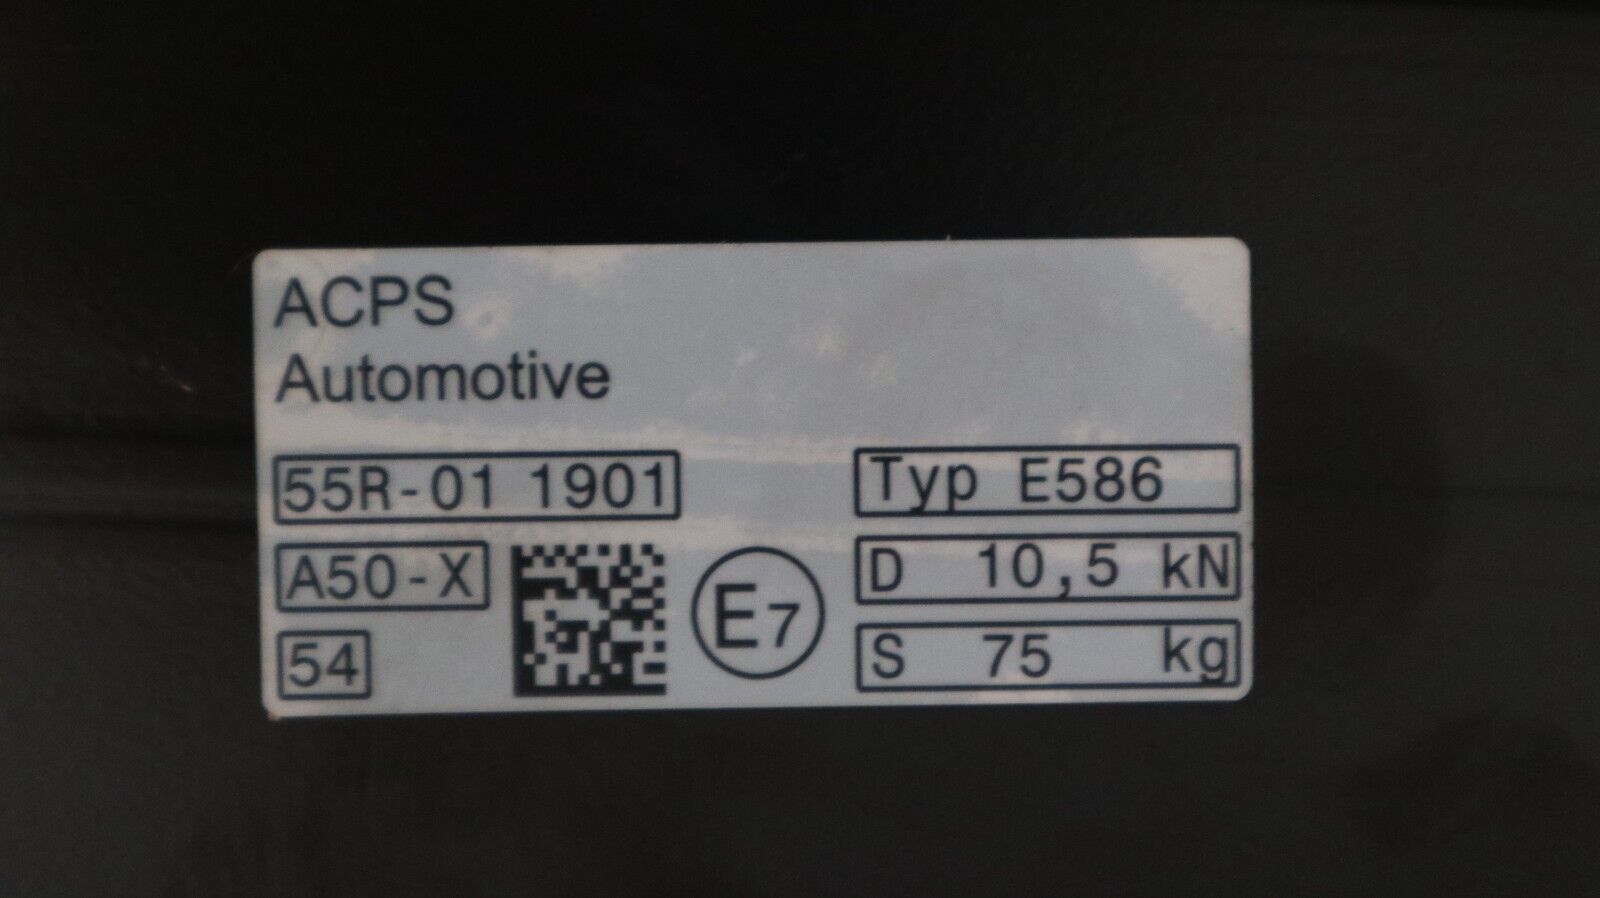 ACPS
Automotive
55R-01 1901
Typ E586
A50-X
E7
D 10,5 kN
54
S 75 kg